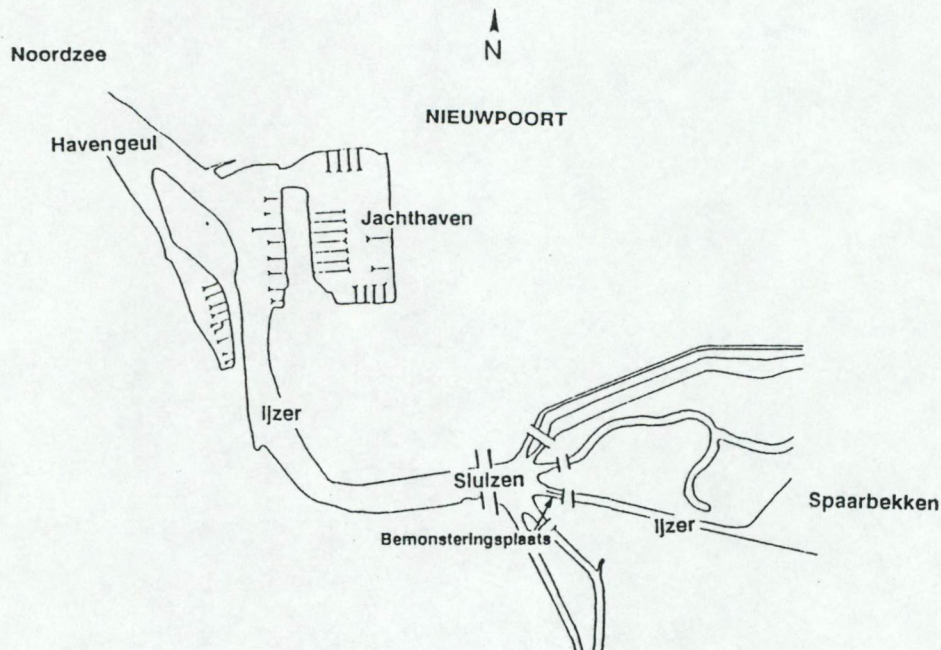 N
Noordzee
NIEUWPOORT
Havengeul
Jachthaven
Ijzer
Sluizen
Spaarbekken
Ijzer
Bemonsteringsplaats